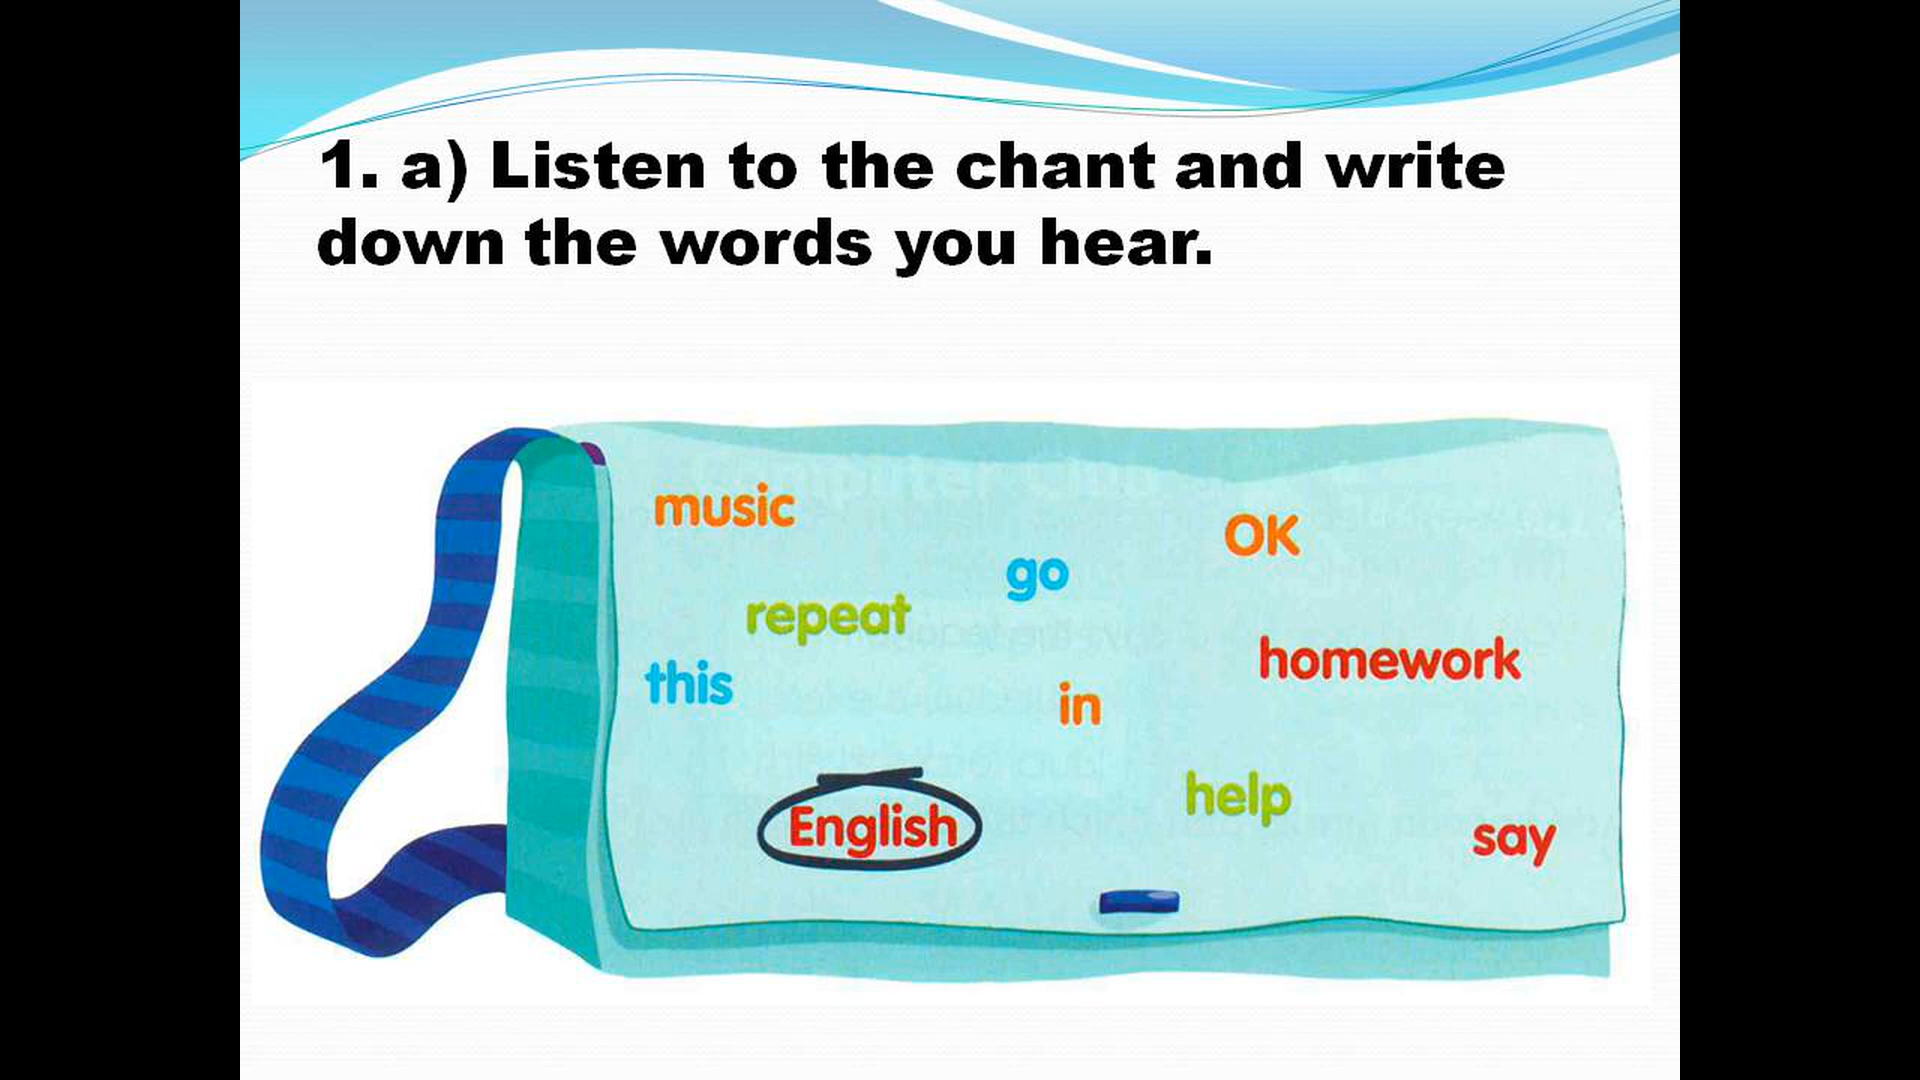 1. a) Listen to the chant and write
down the words you hear.
music
OK
go
repeat
homework
this
in
help
English
say